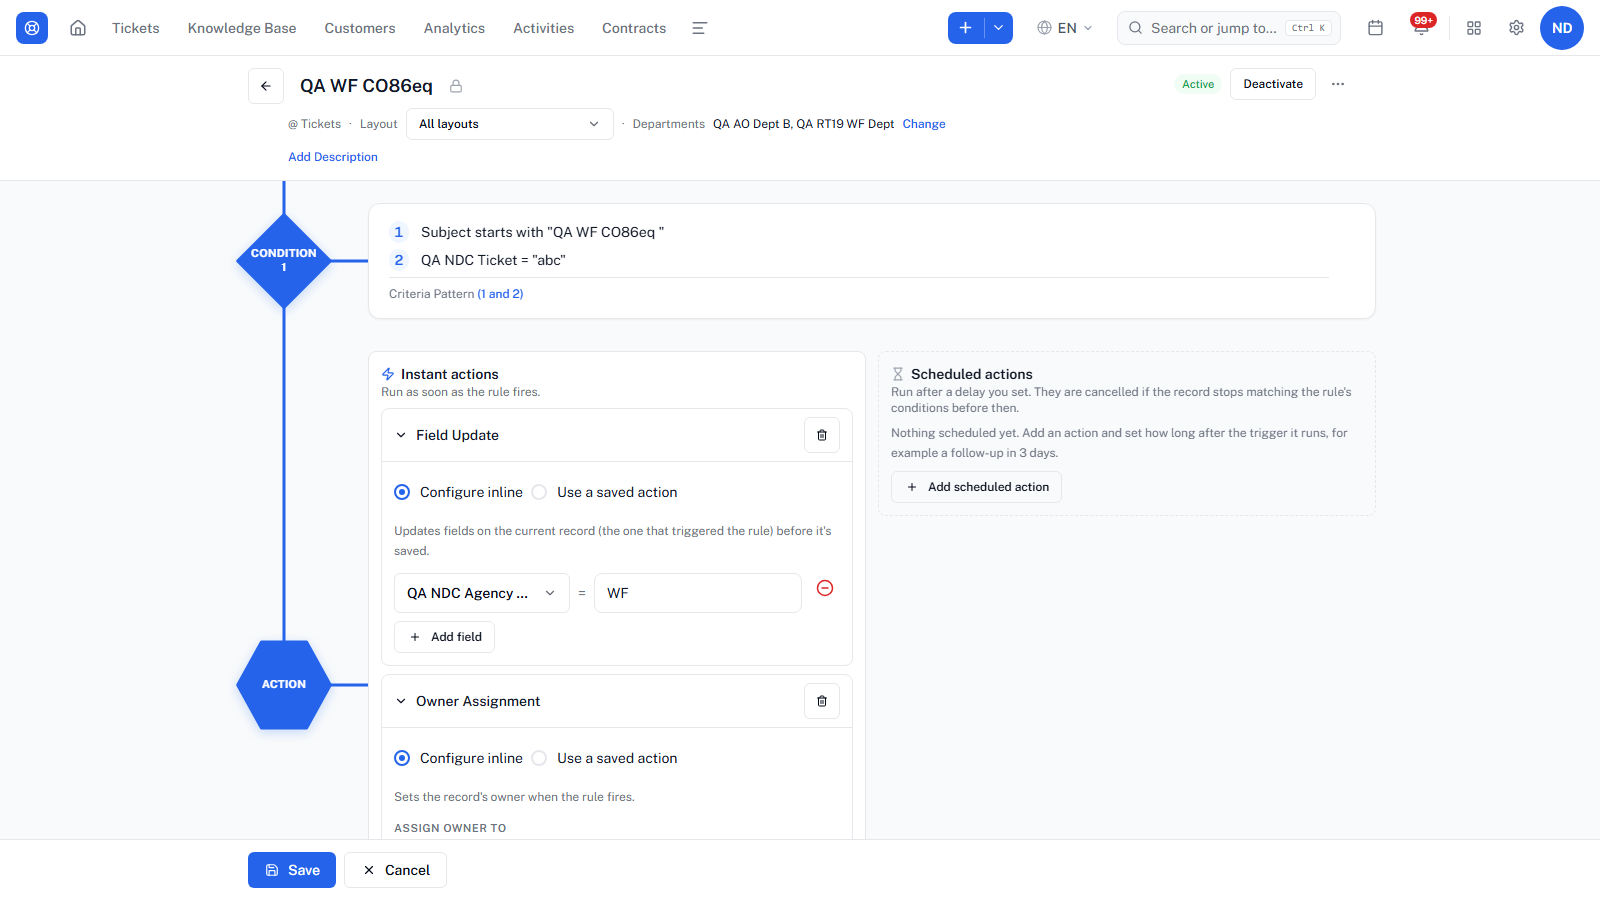 Tickets
Knowledge Base
Customers
Analytics
Activities
Contracts
EN
Search or jump to...
Ctrl K
99+
ND
QA WF CO86eq
Active
Deactivate
@ Tickets · Layout
All layouts
· Departments QA AO Dept B, QA RT19 WF Dept Change
Add Description
CONDITION
1
1 Subject starts with "QA WF CO86eq "
2 QA NDC Ticket = "abc"
Criteria Pattern (1 and 2)
Instant actions
Run as soon as the rule fires.
Field Update
Configure inline
Use a saved action
Updates fields on the current record (the one that triggered the rule) before it's
saved.
QA NDC Agency ...
=
WF
Add field
ACTION
Owner Assignment
Configure inline
Use a saved action
Sets the record's owner when the rule fires.
ASSIGN OWNER TO
Scheduled actions
Run after a delay you set. They are cancelled if the record stops matching the rule's
conditions before then.
Nothing scheduled yet. Add an action and set how long after the trigger it runs, for
example a follow-up in 3 days.
Add scheduled action
Save
Cancel